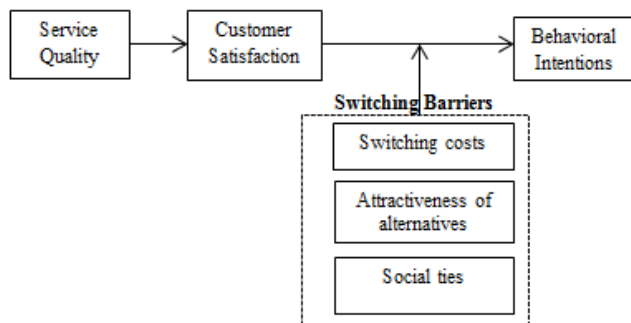 Service
Quality
Customer
Satisfaction
Behavioral
Intentions
Switching Barriers
Switching costs
Attractiveness of
alternatives
Social ties